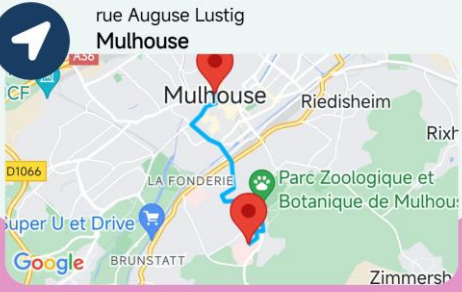 rue Auguse Lustig
Mulhouse
A36
CF
Mulhouse
Riedisheim
Rixh
D1066
LA FONDERIE
Parc Zoologique et
Botanique de Mulhous
Super U et Drive
Google
BRUNSTATT
Zimmersh